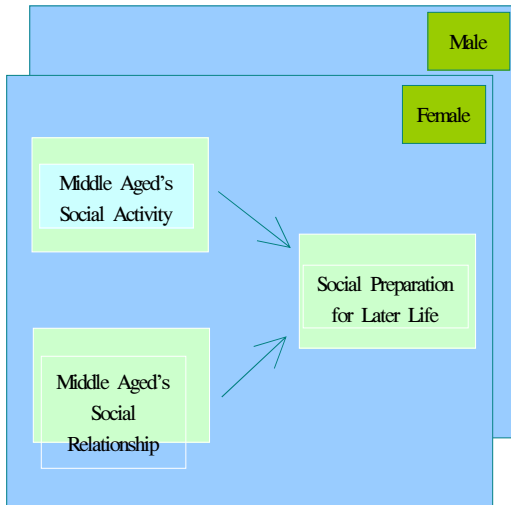 Male
Female
Middle Aged's
Social Activity
Social Preparation
for Later Life
Middle Aged's
Social
Relationship